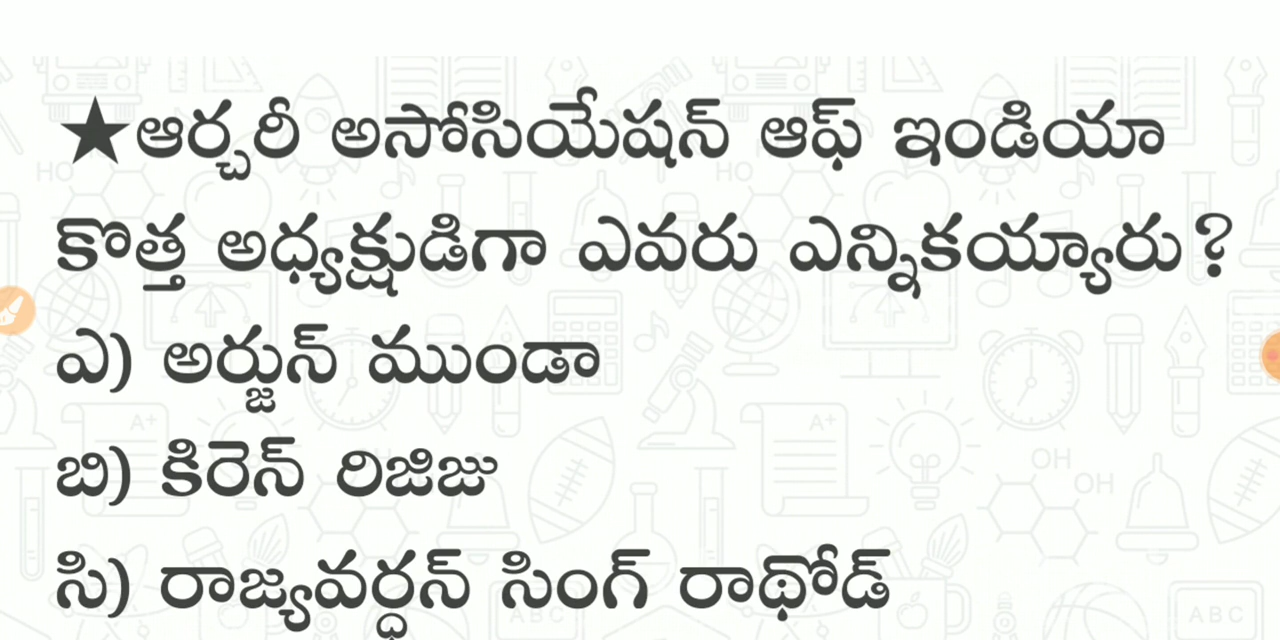 ★ఆర్చరీ అసోసియేషన్ ఆఫ్ ఇండియా
కొత్త అధ్యక్షుడిగా ఎవరు ఎన్నికయ్యారు?
ఎ) అర్జున్ ముండా
బి) కిరెన్ రిజిజు
సి) రాజ్యవర్ధన్ సింగ్ రాథోడ్